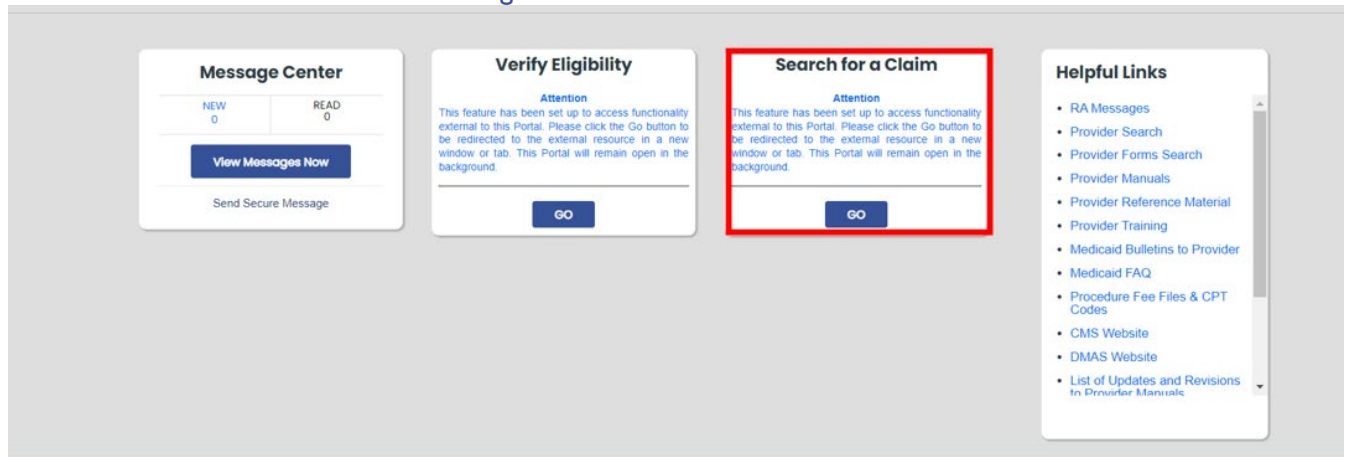 Message Center
NEW
0
READ
0
View Messages Now
Send Secure Message
Verify Eligibility
Attention
This feature has been set up to access functionality
external to this Portal. Please click the Go button to
be redirected to the external resource in a new
window or tab. This Portal will remain open in the
background.
GO
Search for a Claim
Attention
This feature has been set up to access functionality
external to this Portal. Please click the Go button to
be redirected to the external resource in a new
window or tab. This Portal will remain open in the
background.
GO
Helpful Links
• RA Messages
• Provider Search
• Provider Forms Search
• Provider Manuals
• Provider Reference Material
• Provider Training
• Medicaid Bulletins to Provider
• Medicaid FAQ
• Procedure Fee Files & CPT
Codes
• CMS Website
• DMAS Website
• List of Updates and Revisions
to Provider Manuals